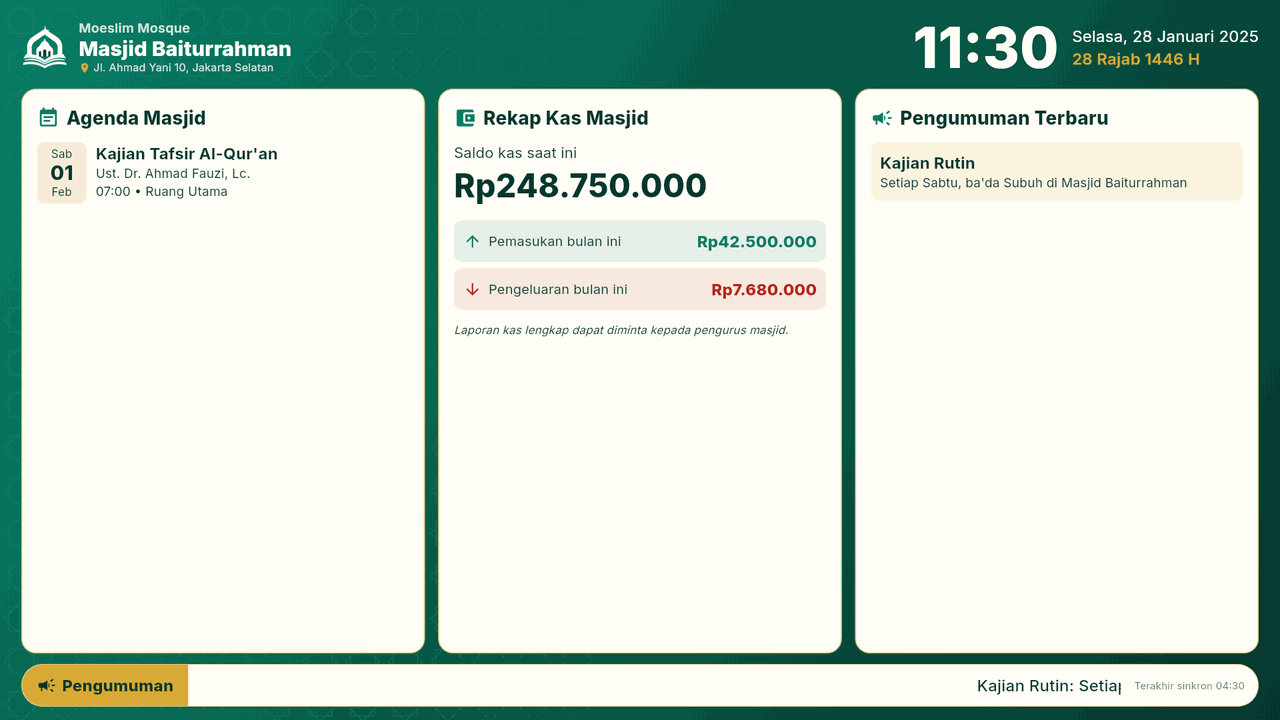 Moeslim Mosque
Masjid Baiturrahman
Jl. Ahmad Yani 10, Jakarta Selatan
11:30
Selasa, 28 Januari 2025
28 Rajab 1446 H
Agenda Masjid
Sab
01
Feb
Kajian Tafsir Al-Qur'an
Ust. Dr. Ahmad Fauzi, Lc.
07:00 • Ruang Utama
Rekap Kas Masjid
Saldo kas saat ini
Rp248.750.000
Pemasukan bulan ini
Rp42.500.000
Pengeluaran bulan ini
Rp7.680.000
Laporan kas lengkap dapat diminta kepada pengurus masjid.
Pengumuman Terbaru
Kajian Rutin
Setiap Sabtu, ba'da Subuh di Masjid Baiturrahman
Pengumuman
Kajian Rutin: Setiap
Terakhir sinkron 04:30